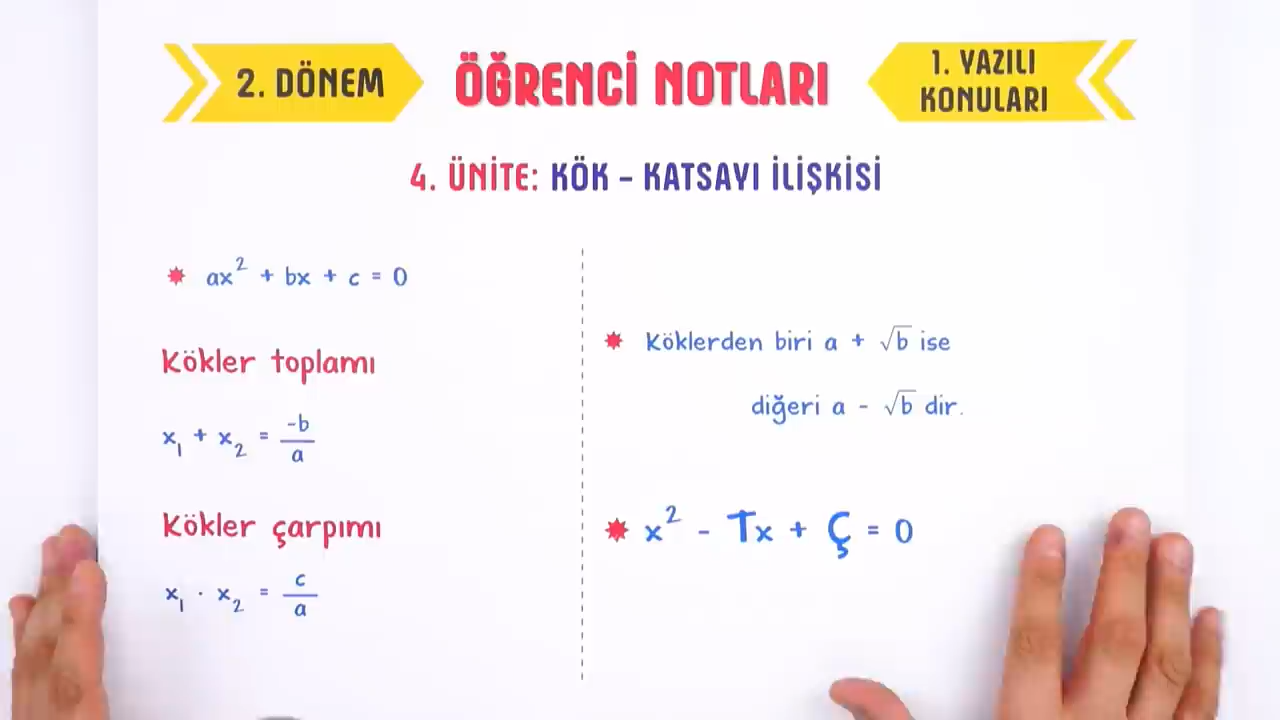 2. DÖNEM
ÖĞRENCİ NOTLARI
1. YAZILI
KONULARI
4. ÜNİTE: KÖK - KATSAYI İLİŞKİSİ
ax² + bx + c = 0
Kökler toplamı
x₁ + x₂ = -b/a
Kökler çarpımı
x₁ · x₂ = c/a
Köklerden biri a + √b ise
diğeri a - √b dir.
x² - Tx + Ç = 0